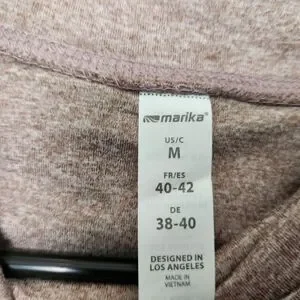 marika®
US/C
M
FR/ES
40-42
DE
38-40
DESIGNED IN
LOS ANGELES
MADE IN
VIETNAM